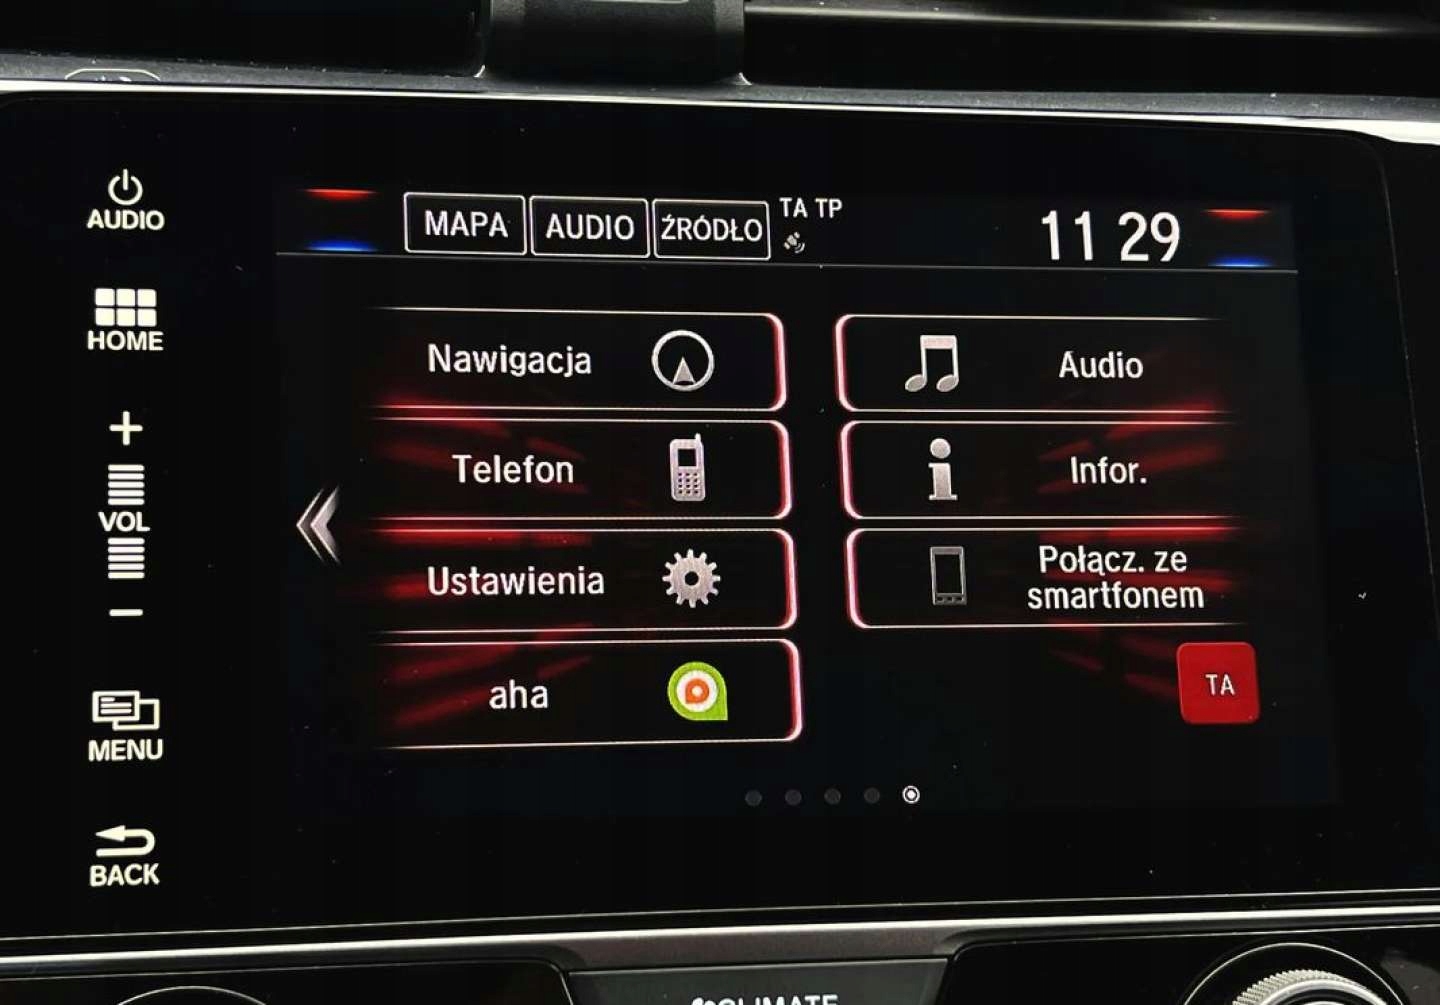 AUDIO
HOME
VOL
MENU
BACK
MAPA AUDIO ŹRÓDŁO TA TP 11 29
Nawigacja Audio
Telefon Infor.
Ustawienia Połącz. ze
smartfonem
aha TA
CLIMATE